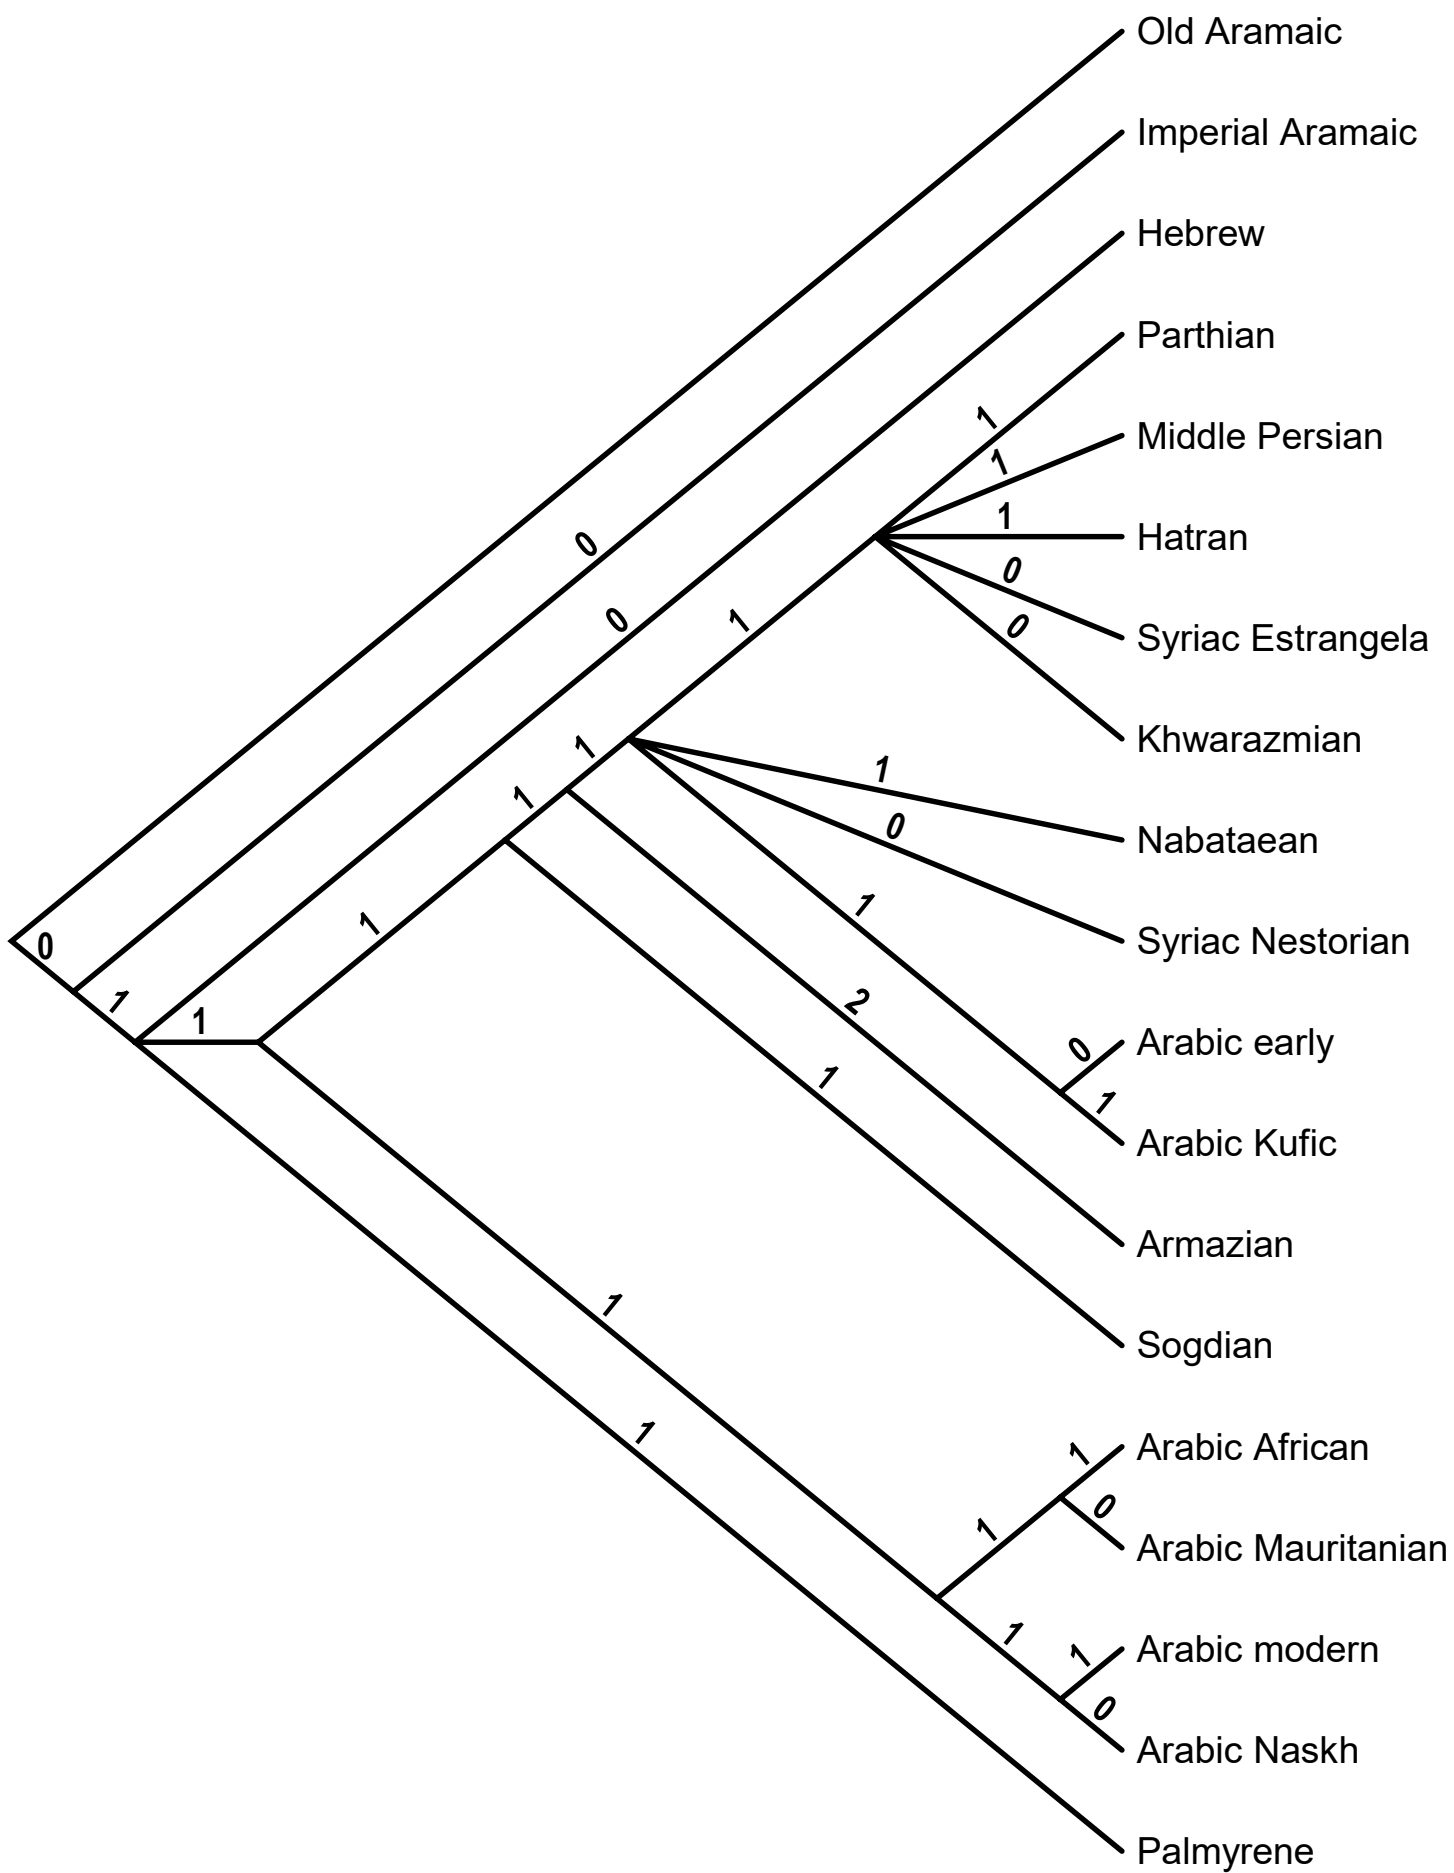 Old Aramaic
Imperial Aramaic
Hebrew
Parthian
1
Middle Persian
1
1
Hatran
0
0
Syriac Estrangela
0
0
1
Khwarazmian
1
1
1
Nabataean
0
1
1
Syriac Nestorian
0
1
2
1
1
Arabic early
0
1
1
Arabic Kufic
Armazian
1
Sogdian
1
1
Arabic African
0
1
Arabic Mauritanian
1
1
Arabic modern
0
Arabic Naskh
Palmyrene